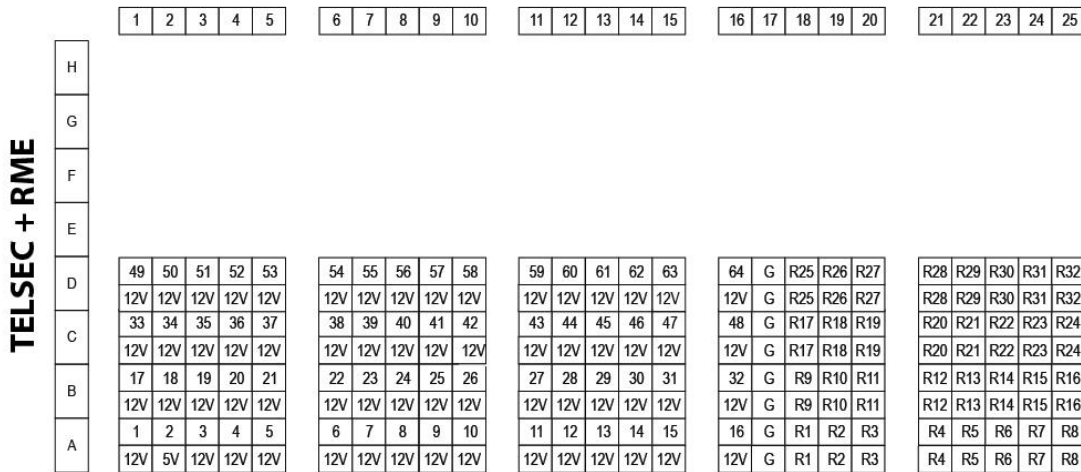 TELSEC + RME
1 2 3 4 5 6 7 8 9 10 11 12 13 14 15 16 17 18 19 20 21 22 23 24 25
H
G
F
E
D
49 50 51 52 53 54 55 56 57 58 59 60 61 62 63 64 G R25 R26 R27 R28 R29 R30 R31 R32
12V 12V 12V 12V 12V 12V 12V 12V 12V 12V 12V 12V 12V 12V 12V 12V G R25 R26 R27 R28 R29 R30 R31 R32
C
33 34 35 36 37 38 39 40 41 42 43 44 45 46 47 48 G R17 R18 R19 R20 R21 R22 R23 R24
12V 12V 12V 12V 12V 12V 12V 12V 12V 12V 12V 12V 12V 12V 12V 12V G R17 R18 R19 R20 R21 R22 R23 R24
B
17 18 19 20 21 22 23 24 25 26 27 28 29 30 31 32 G R9 R10 R11 R12 R13 R14 R15 R16
12V 12V 12V 12V 12V 12V 12V 12V 12V 12V 12V 12V 12V 12V 12V 12V G R9 R10 R11 R12 R13 R14 R15 R16
A
1 2 3 4 5 6 7 8 9 10 11 12 13 14 15 16 G R1 R2 R3 R4 R5 R6 R7 R8
12V 5V 12V 12V 12V 12V 12V 12V 12V 12V 12V 12V 12V 12V 12V 12V G R1 R2 R3 R4 R5 R6 R7 R8